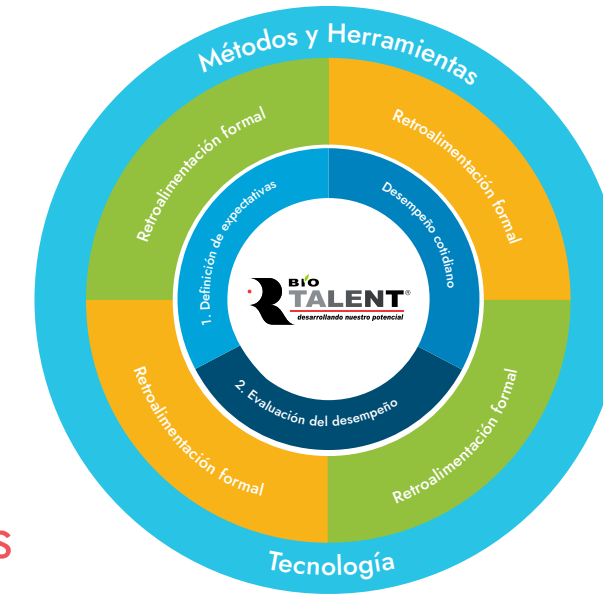 Métodos y Herramientas
Retroalimentación formal
Retroalimentación formal
1. Definición de expectativas
Desempeño cotidiano
BIO
TALENT®
desarrollando nuestro potencial
2. Evaluación del desempeño
Retroalimentación formal
Retroalimentación formal
s
Tecnología